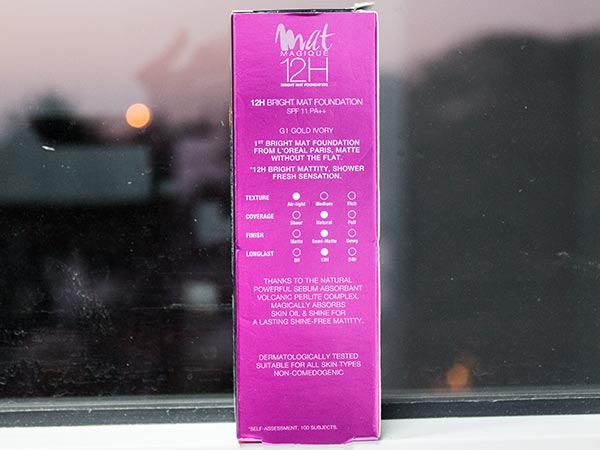 mat
MAGIQUE
12H
BRIGHT MAT FOUNDATION
12H BRIGHT MAT FOUNDATION
SPF 11 PA++
G1 GOLD IVORY
1ST BRIGHT MAT FOUNDATION
FROM L'OREAL PARIS, MATTE
WITHOUT THE FLAT.
*12H BRIGHT MATTITY, SHOWER
FRESH SENSATION.
TEXTURE Air-light Medium Rich
COVERAGE Sheer Natural Full
FINISH Matte Semi-Matte Dewy
LONGLAST 8H 12H 24H
THANKS TO THE NATURAL
POWERFUL SEBUM ABSORBANT
VOLCANIC PERLITE COMPLEX.
MAGICALLY ABSORBS
SKIN OIL & SHINE FOR
A LASTING SHINE-FREE MATITTY.
DERMATOLOGICALLY TESTED
SUITABLE FOR ALL SKIN TYPES
NON-COMEDOGENIC
*SELF-ASSESSMENT, 100 SUBJECTS.